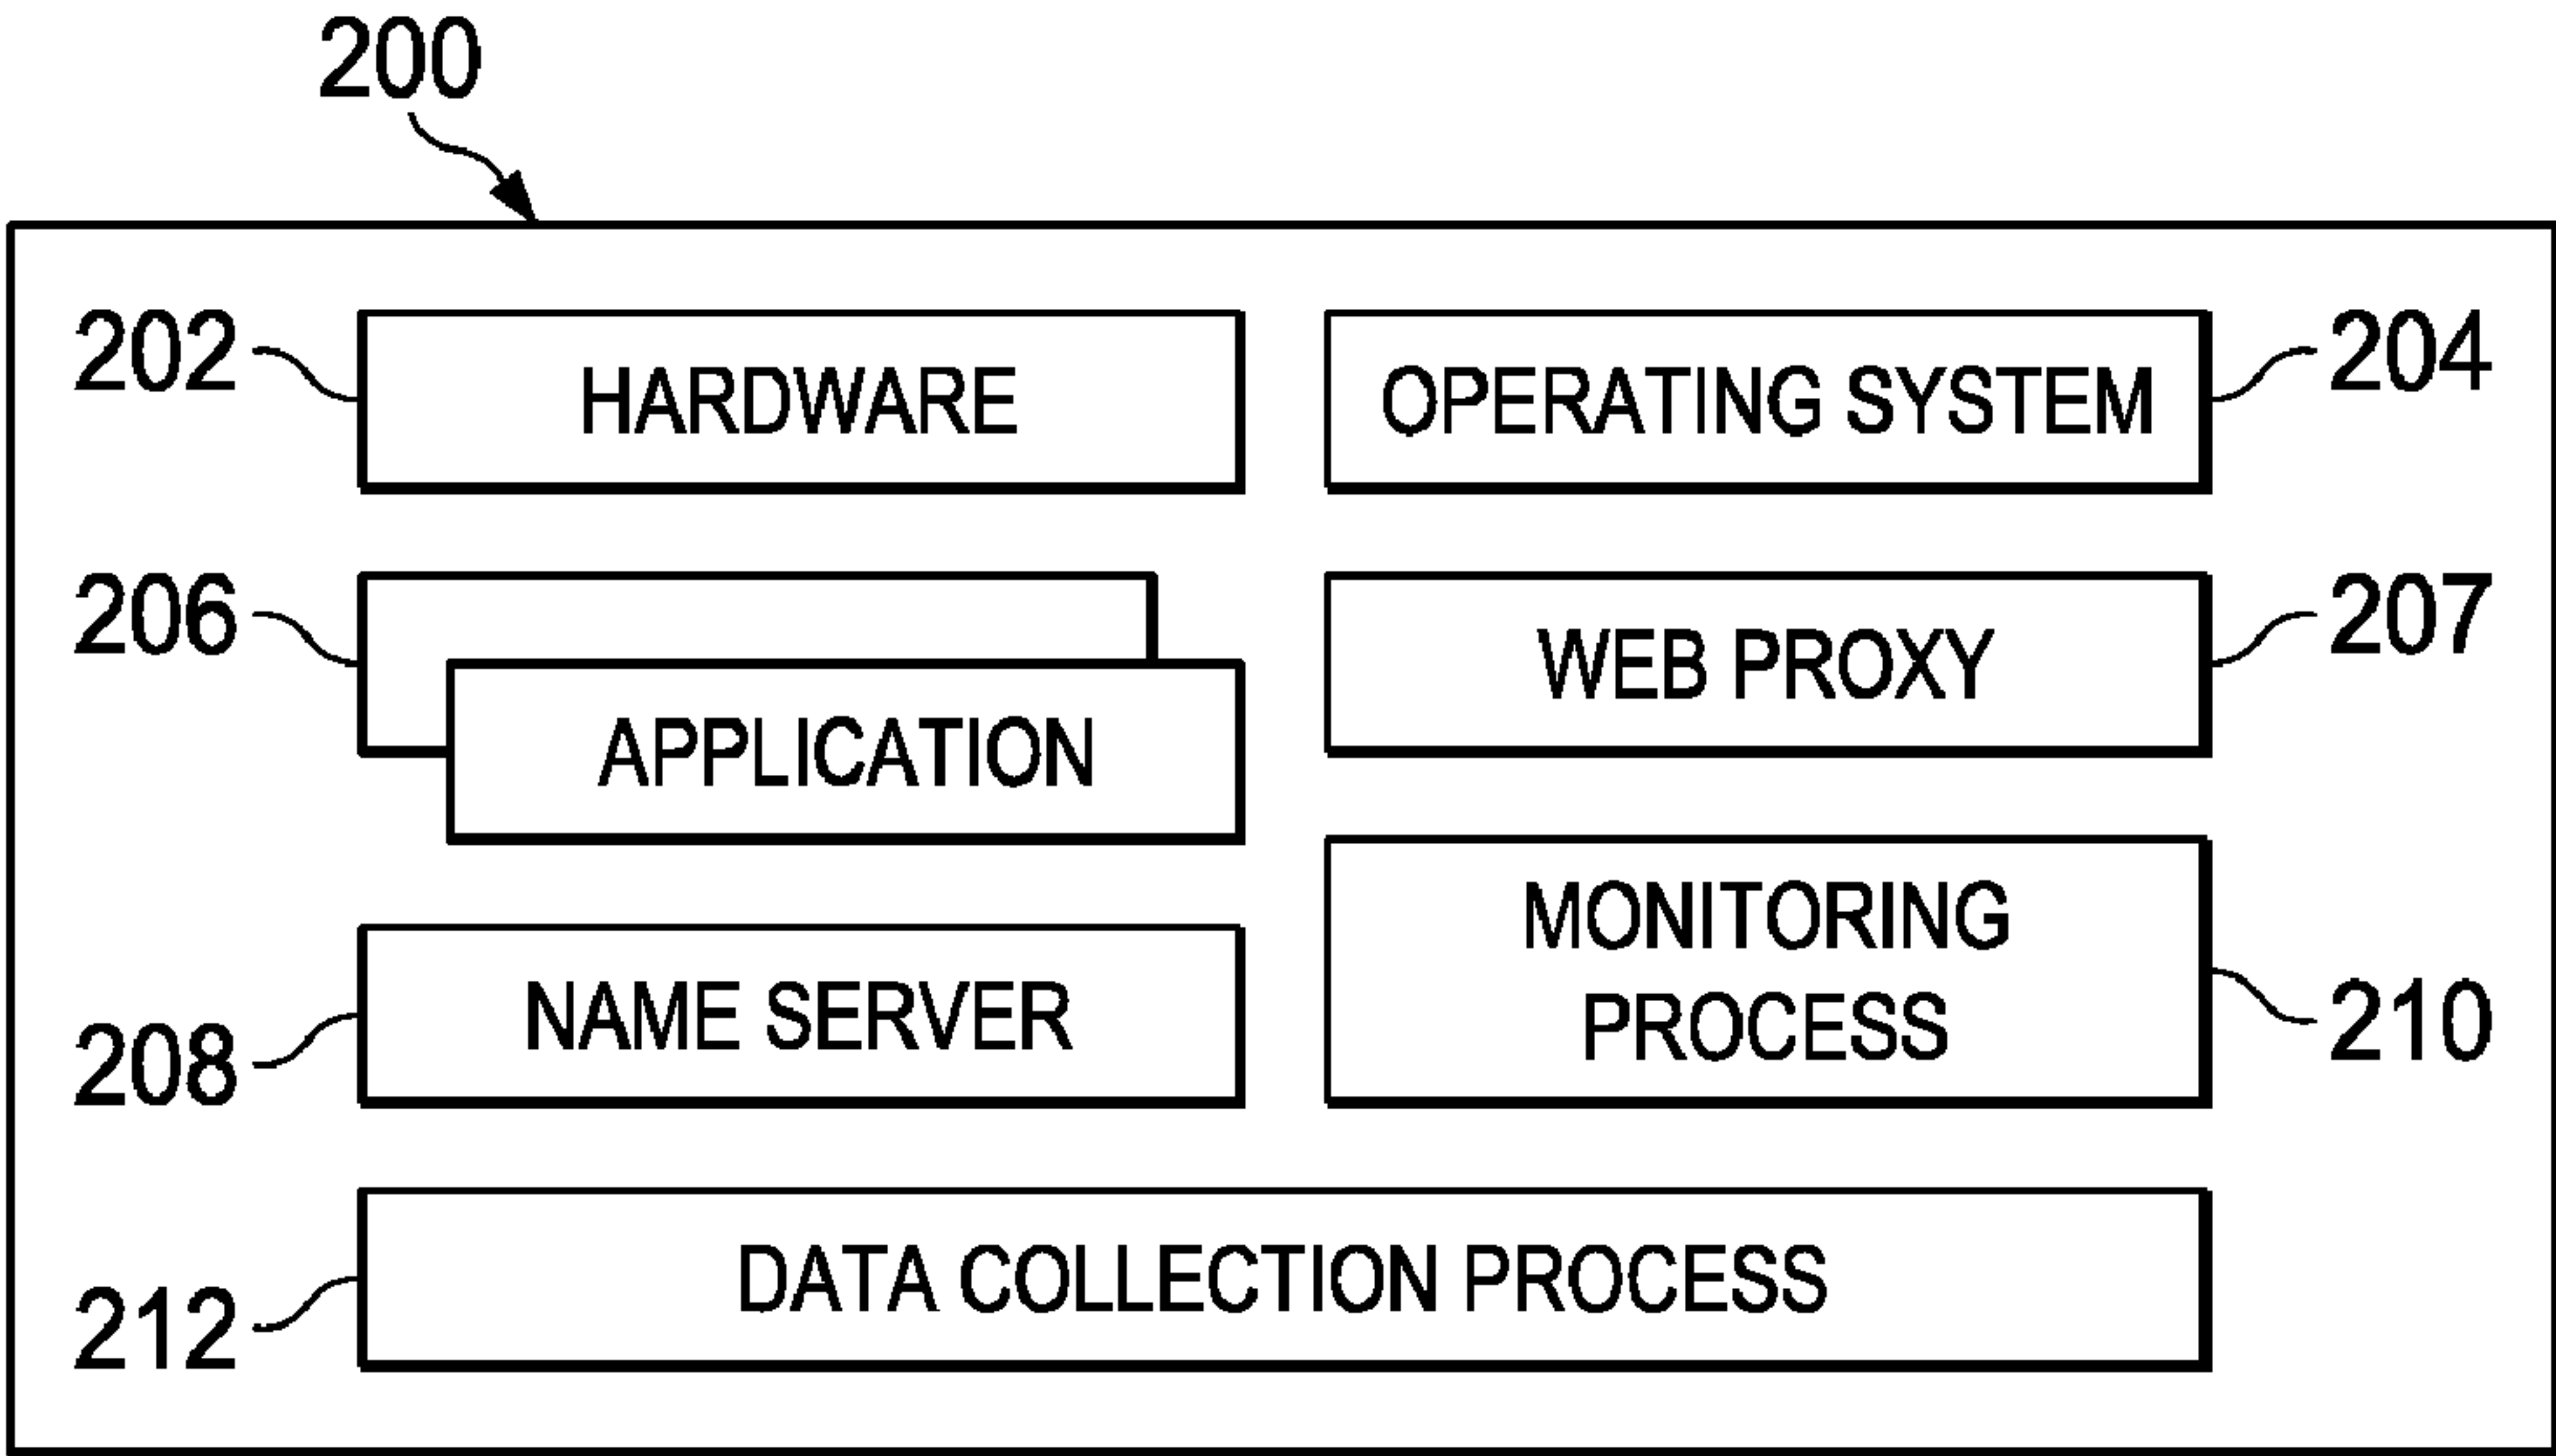 200
202
HARDWARE
OPERATING SYSTEM
204
206
APPLICATION
WEB PROXY
207
208
NAME SERVER
MONITORING
PROCESS
210
212
DATA COLLECTION PROCESS